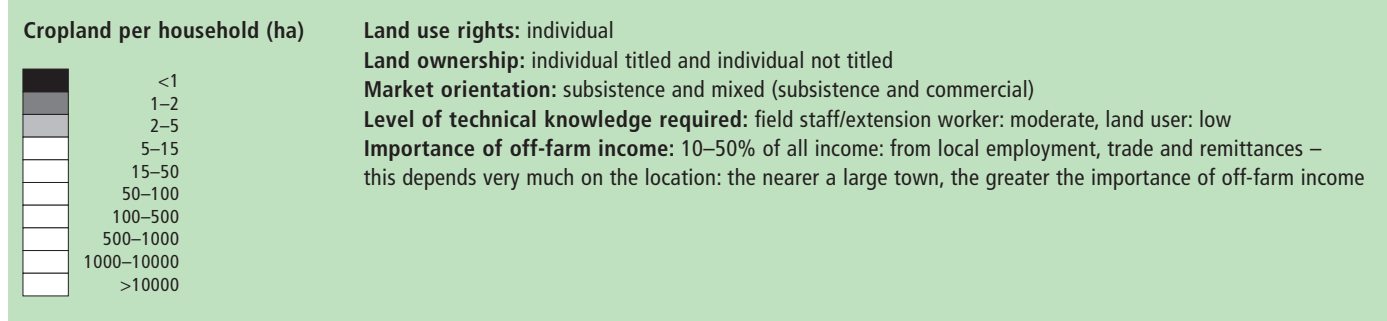 Cropland per household (ha)
<1
1–2
2–5
5–15
15–50
50–100
100–500
500–1000
1000–10000
>10000
Land use rights: individual
Land ownership: individual titled and individual not titled
Market orientation: subsistence and mixed (subsistence and commercial)
Level of technical knowledge required: field staff/extension worker: moderate, land user: low
Importance of off-farm income: 10–50% of all income: from local employment, trade and remittances –
this depends very much on the location: the nearer a large town, the greater the importance of off-farm income